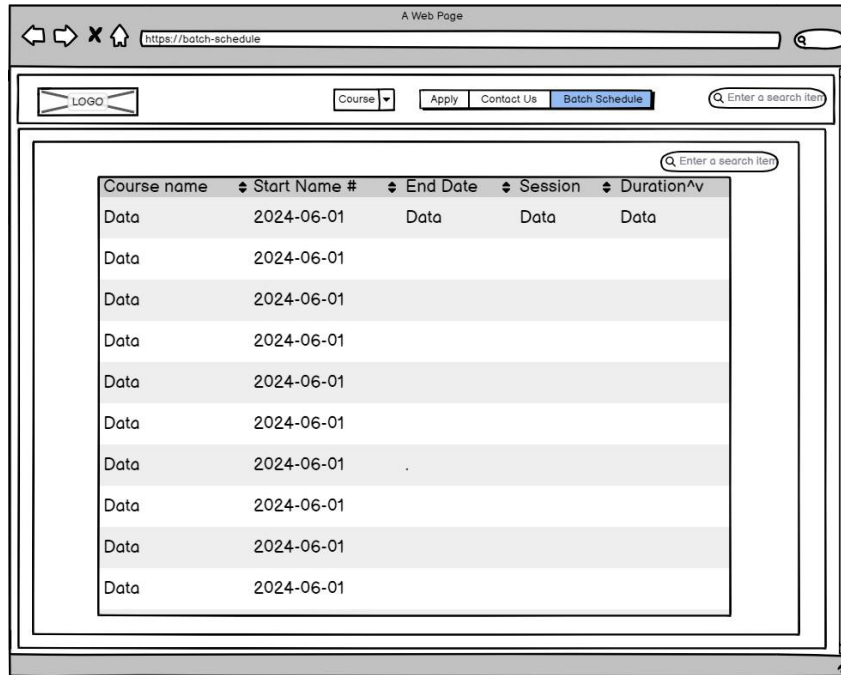 A Web Page
https://batch-schedule
LOGO
Course Apply Contact Us Batch Schedule Enter a search item
Enter a search item
Course name Start Name # End Date Session Duration^v
Data 2024-06-01 Data Data Data
Data 2024-06-01
Data 2024-06-01
Data 2024-06-01
Data 2024-06-01
Data 2024-06-01
Data 2024-06-01 .
Data 2024-06-01
Data 2024-06-01
Data 2024-06-01